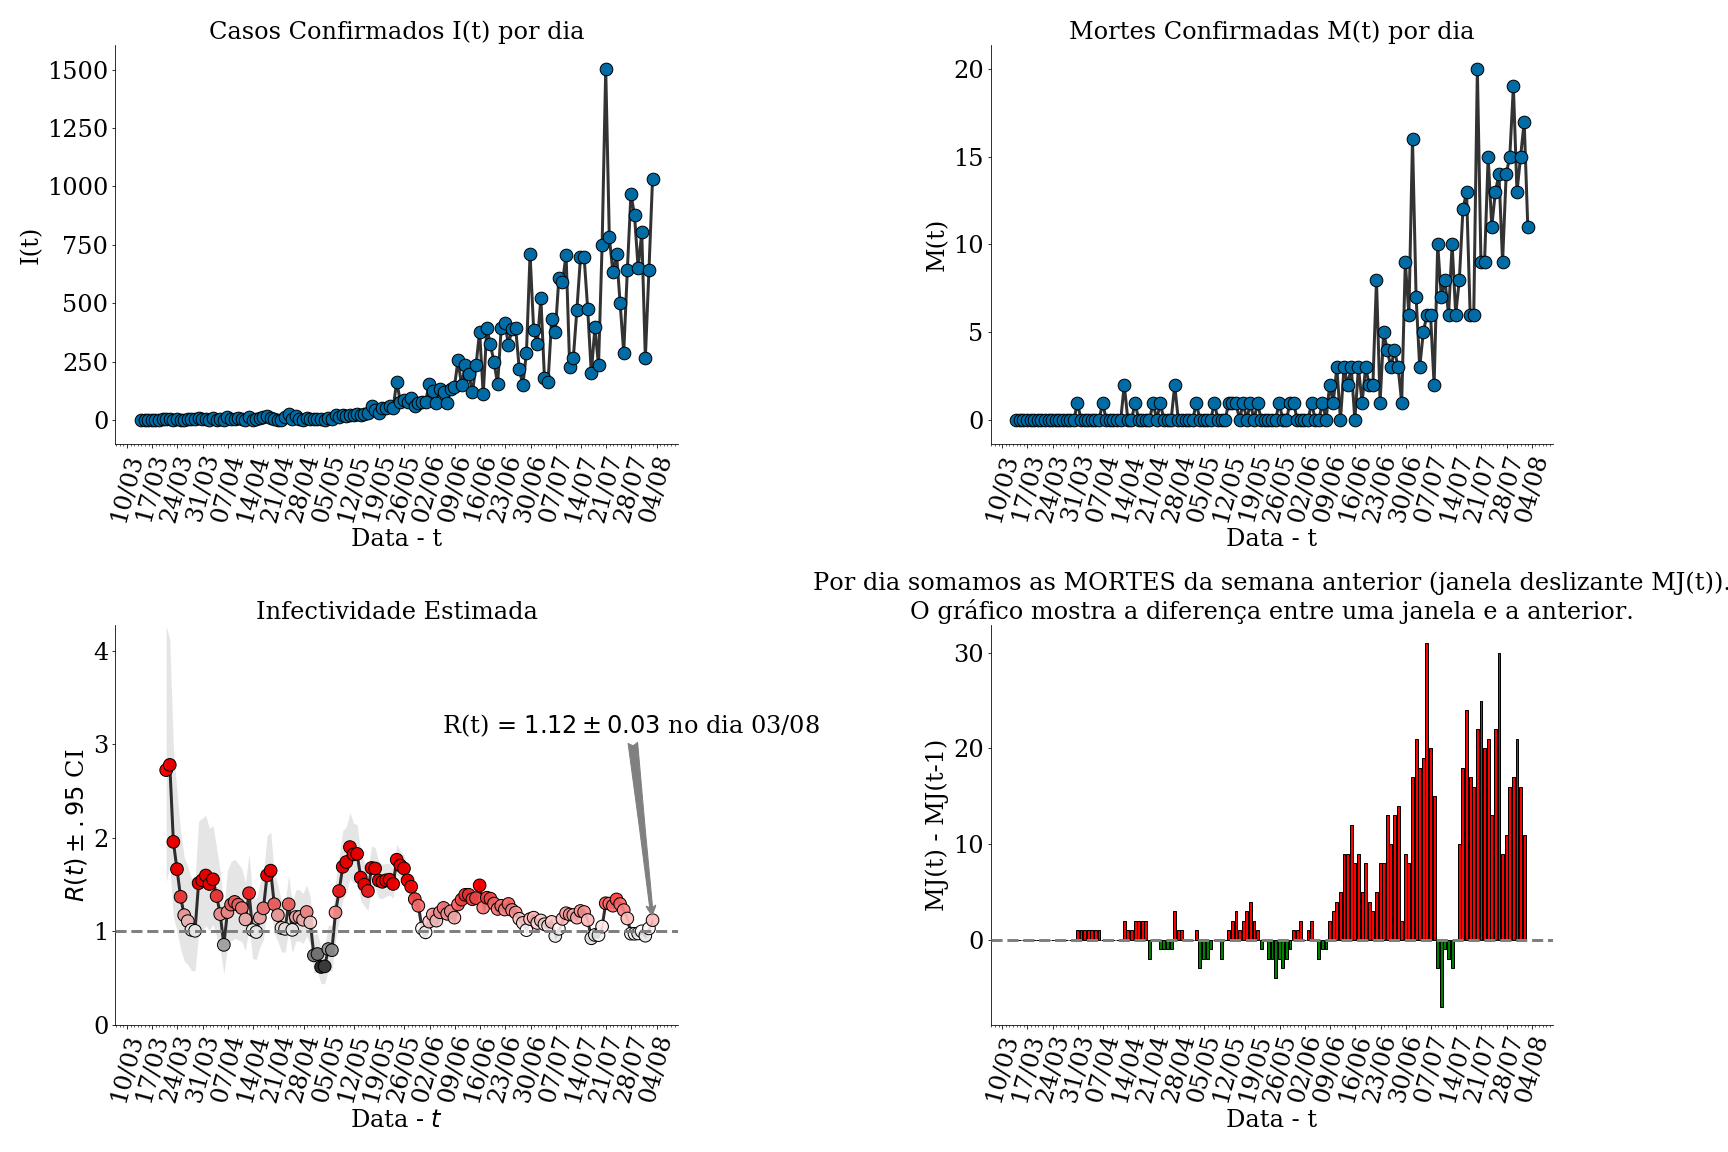 Casos Confirmados I(t) por dia
I(t)
1500
1250
1000
750
500
250
0
10/03 17/03 24/03 31/03 07/04 14/04 21/04 28/04 05/05 12/05 19/05 26/05 02/06 09/06 16/06 23/06 30/06 07/07 14/07 21/07 28/07 04/08
Data - t
Mortes Confirmadas M(t) por dia
M(t)
20
15
10
5
0
10/03 17/03 24/03 31/03 07/04 14/04 21/04 28/04 05/05 12/05 19/05 26/05 02/06 09/06 16/06 23/06 30/06 07/07 14/07 21/07 28/07 04/08
Data - t
Infectividade Estimada
R(t) ± .95 CI
4
3
2
1
0
R(t) = 1.12 ± 0.03 no dia 03/08
10/03 17/03 24/03 31/03 07/04 14/04 21/04 28/04 05/05 12/05 19/05 26/05 02/06 09/06 16/06 23/06 30/06 07/07 14/07 21/07 28/07 04/08
Data - t
Por dia somamos as MORTES da semana anterior (janela deslizante MJ(t)).
O gráfico mostra a diferença entre uma janela e a anterior.
MJ(t) - MJ(t-1)
30
20
10
0
10/03 17/03 24/03 31/03 07/04 14/04 21/04 28/04 05/05 12/05 19/05 26/05 02/06 09/06 16/06 23/06 30/06 07/07 14/07 21/07 28/07 04/08
Data - t